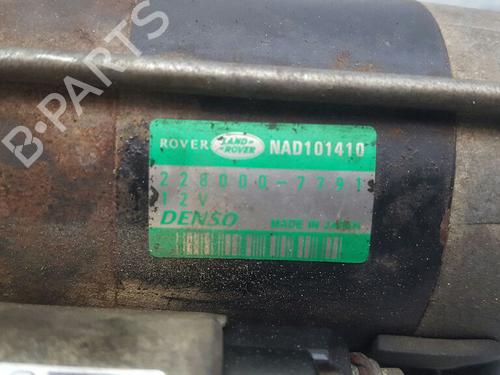 B-PARTS
ROVER LAND-ROVER NAD101410
228000-7791
12V
DENSO MADE IN JAPAN